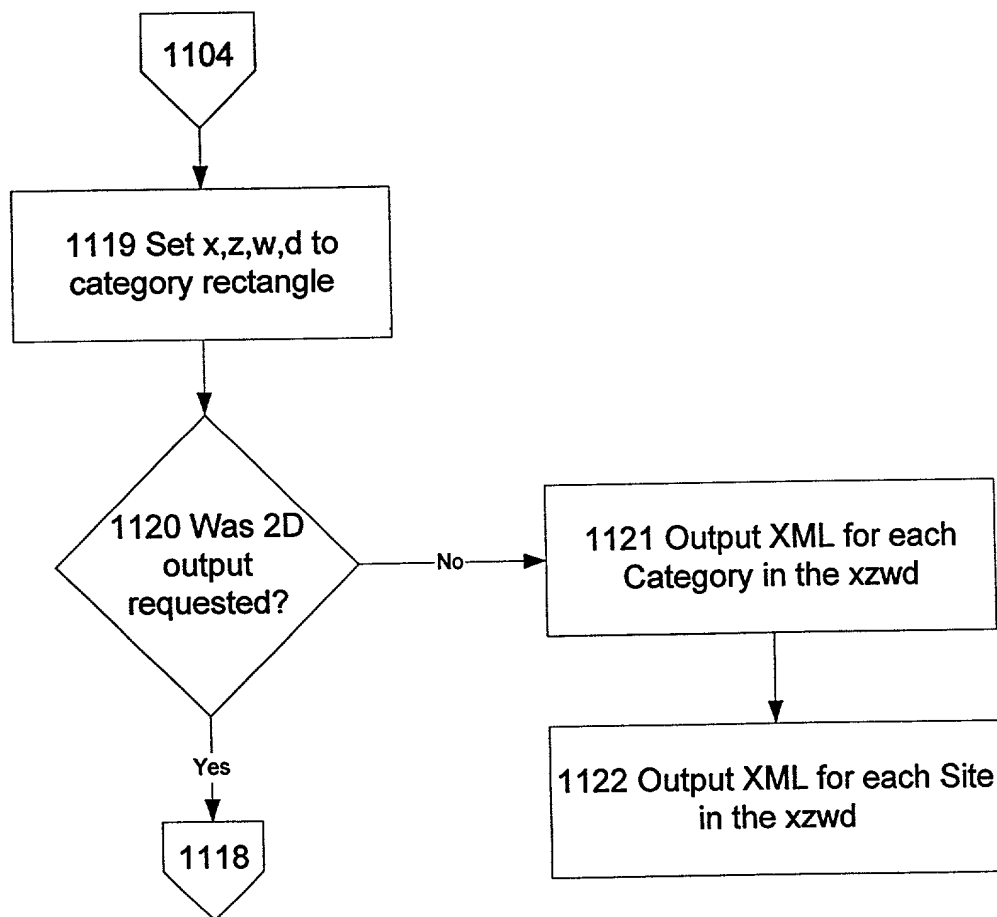 1104
1119 Set x,z,w,d to
category rectangle
1120 Was 2D
output
requested?
No
1121 Output XML for each
Category in the xzwd
1122 Output XML for each Site
in the xzwd
Yes
1118